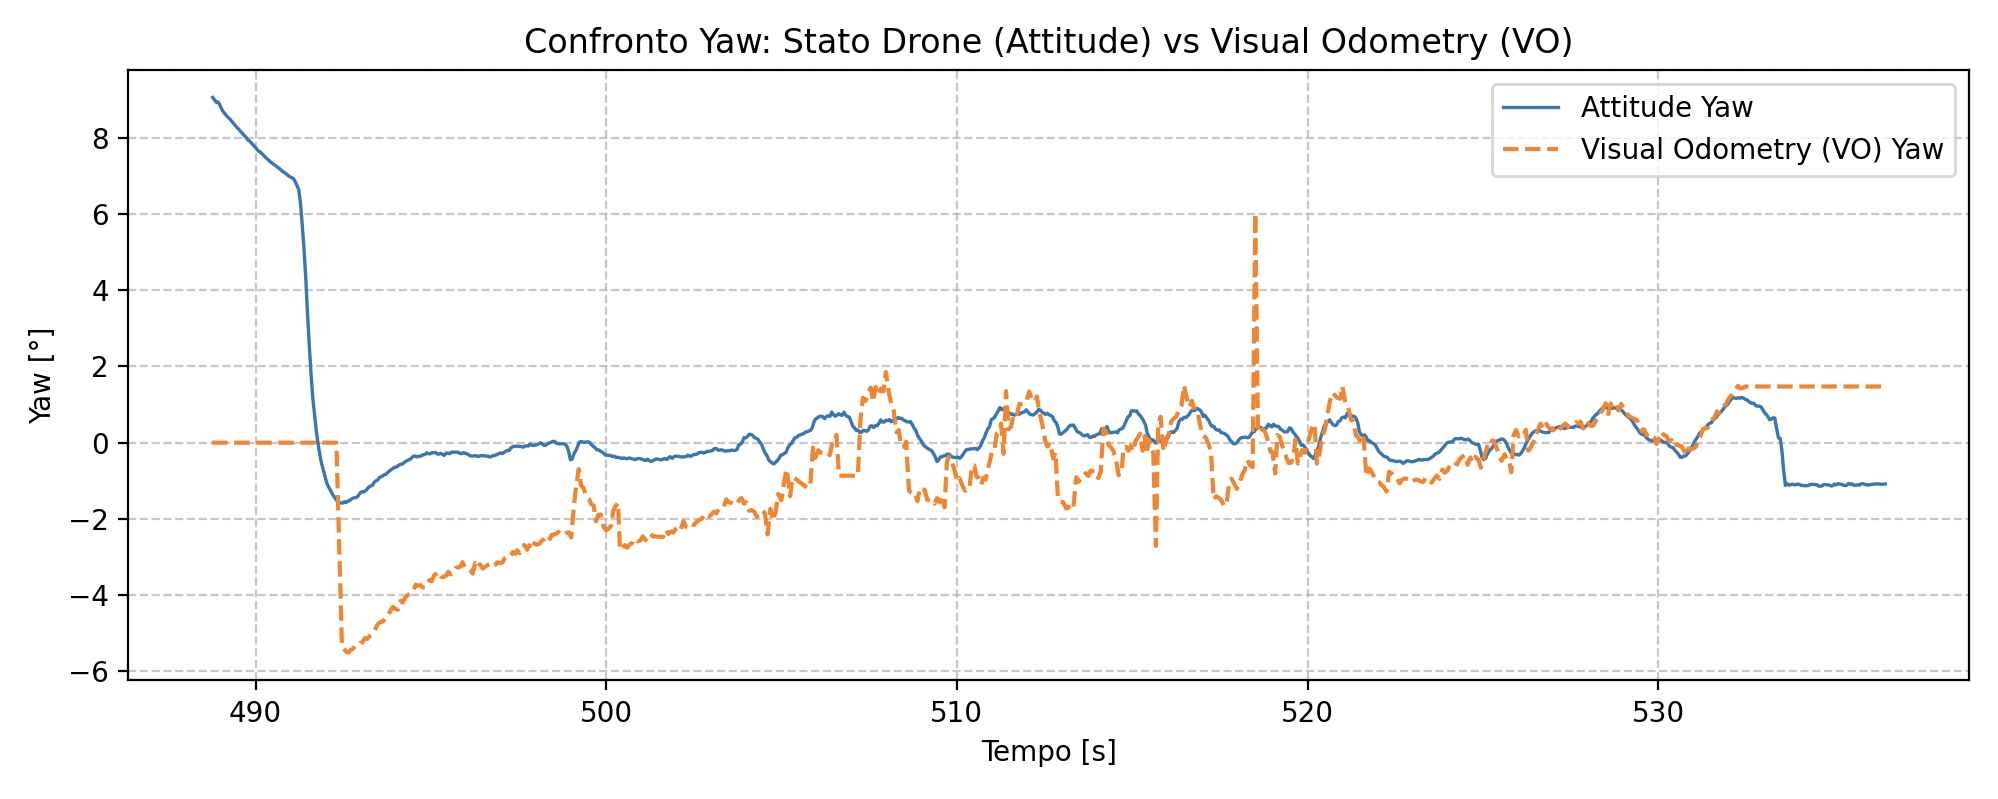 Confronto Yaw: Stato Drone (Attitude) vs Visual Odometry (VO)
Attitude Yaw
Visual Odometry (VO) Yaw
Yaw [°]
8
6
4
2
0
−2
−4
−6
490
500
510
520
530
Tempo [s]